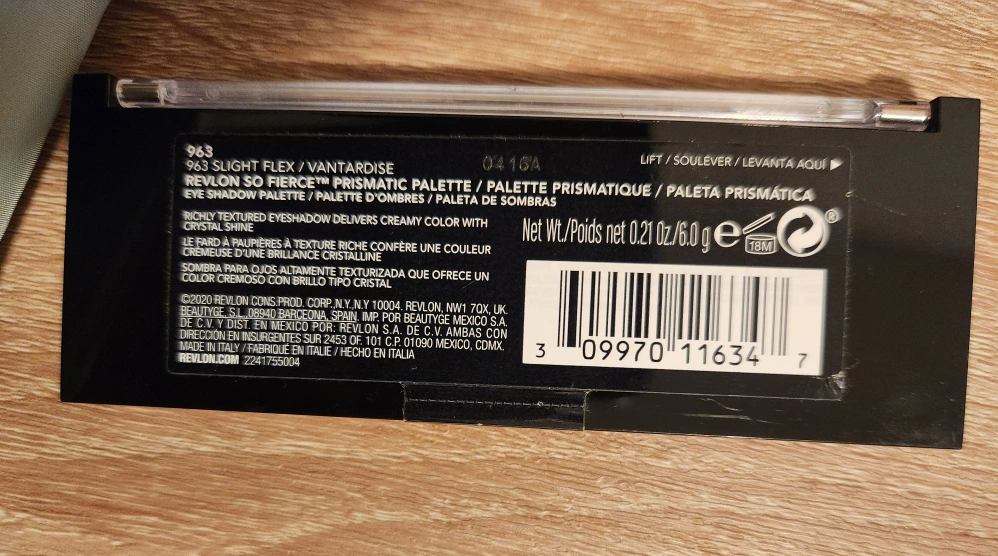 963
963 SLIGHT FLEX / VANTARDISE
LIFT / SOULEVER / LEVANTA AQUÍ ▶
REVLON SO FIERCE™ PRISMATIC PALETTE / PALETTE PRISMATIQUE / PALETA PRISMÁTICA
EYE SHADOW PALETTE / PALETTE D'OMBRES / PALETA DE SOMBRAS
RICHLY TEXTURED EYESHADOW DELIVERS CREAMY COLOR WITH
CRYSTAL SHINE
LE FARD À PAUPIÈRES À TEXTURE RICHE CONFÈRE UNE COULEUR
CRÉMEUSE D'UNE BRILLANCE CRISTALLINE
SOMBRA PARA OJOS ALTAMENTE TEXTURIZADA QUE OFRECE UN
COLOR CREMOSO CON BRILLO TIPO CRISTAL
Net Wt./Poids net 0.21 Oz./6.0 g e 18M ®
©2020 REVLON CONS.PROD. CORP.,N.Y.,N.Y 10004. REVLON, NW1 7QX, UK.
BEAUTYGE, S.L.,08940 BARCEONA, SPAIN. IMP. POR BEAUTYGE MEXICO S.A.
DE C.V. Y DIST. EN MEXICO POR: REVLON S.A. DE C.V. AMBAS CON
DIRECCIÓN EN INSURGENTES SUR 2453 OF. 101 C.P. 01090 MEXICO, CDMX.
MADE IN ITALY / FABRIQUÉ EN ITALIE / HECHO EN ITALIA
REVLON.COM 2241755004
3 09970 11634 7